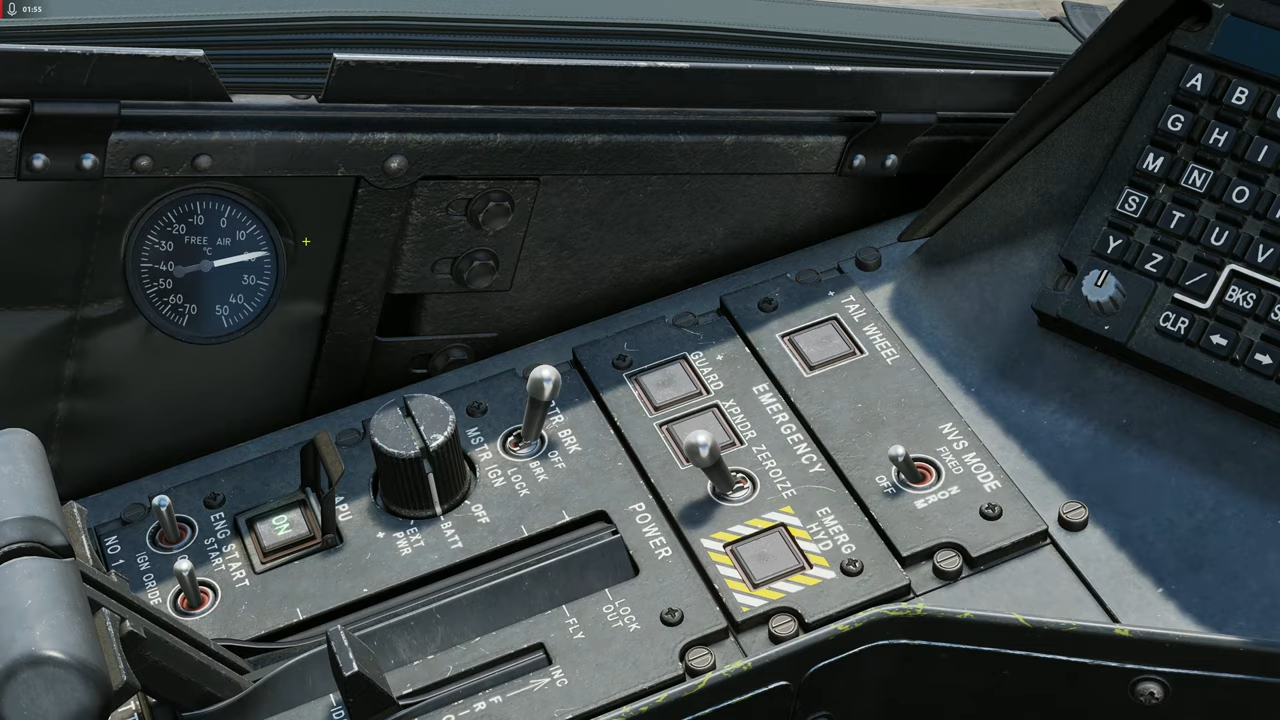 01:55
-10 0 10
-20
FREE AIR
°C
-30
-40
30
-50
40
-60
-70 50
A B
G H I
M N O
S T U V
Y Z /
BKS
CLR
TAIL WHEEL
NVS MODE
FIXED
OFF
NORM
GUARD
XPNDR ZEROIZE
EMERGENCY
EMERG
HYD
BRK
OFF
BRK
LOCK
MSTR IGN
OFF
BATT
EXT
PWR
APU
ON
ENG START
START
IGN ORIDE
NO 1
POWER
LOCK
OUT
FLY
INC